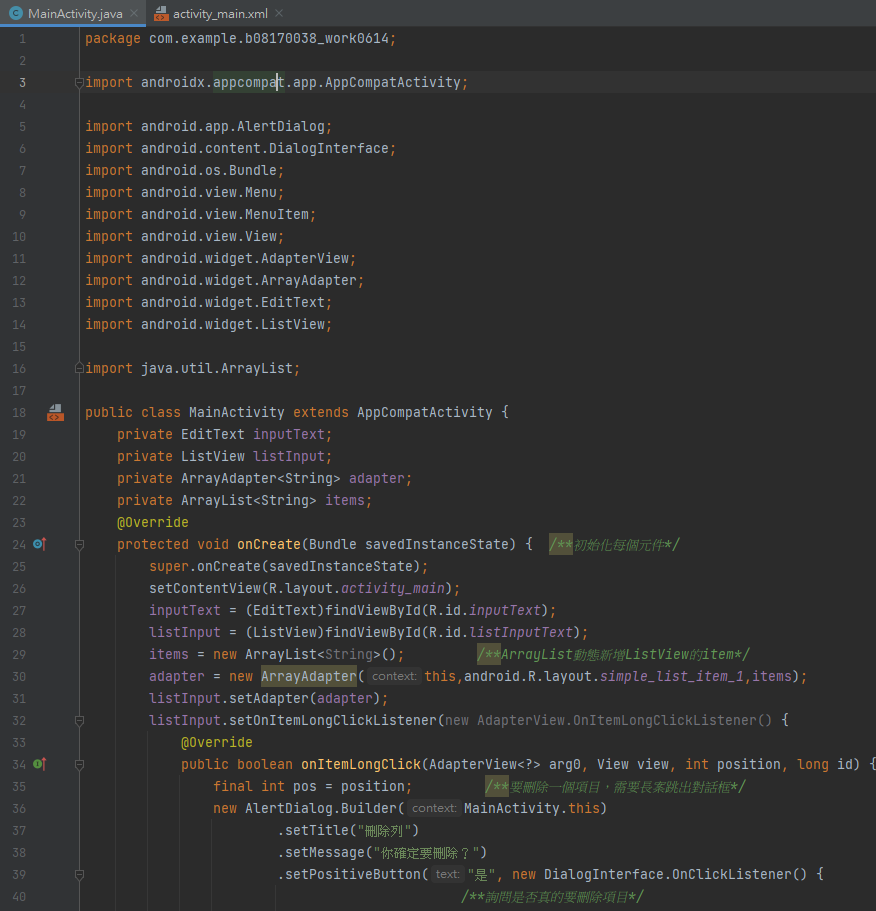 MainActivity.java × activity_main.xml ×
1 package com.example.b08170038_work0614;
2
3 import androidx.appcompat.app.AppCompatActivity;
4
5 import android.app.AlertDialog;
6 import android.content.DialogInterface;
7 import android.os.Bundle;
8 import android.view.Menu;
9 import android.view.MenuItem;
10 import android.view.View;
11 import android.widget.AdapterView;
12 import android.widget.ArrayAdapter;
13 import android.widget.EditText;
14 import android.widget.ListView;
15
16 import java.util.ArrayList;
17
18 public class MainActivity extends AppCompatActivity {
19 private EditText inputText;
20 private ListView listInput;
21 private ArrayAdapter<String> adapter;
22 private ArrayList<String> items;
23 @Override
24 protected void onCreate(Bundle savedInstanceState) { /**初始化每個元件*/
25 super.onCreate(savedInstanceState);
26 setContentView(R.layout.activity_main);
27 inputText = (EditText)findViewById(R.id.inputText);
28 listInput = (ListView)findViewById(R.id.listInputText);
29 items = new ArrayList<String>(); /**ArrayList動態新增ListView的item*/
30 adapter = new ArrayAdapter( context: this,android.R.layout.simple_list_item_1,items);
31 listInput.setAdapter(adapter);
32 listInput.setOnItemLongClickListener(new AdapterView.OnItemLongClickListener() {
33 @Override
34 public boolean onItemLongClick(AdapterView<?> arg0, View view, int position, long id) {
35 final int pos = position; /**要刪除一個項目，需要長案跳出對話框*/
36 new AlertDialog.Builder( context: MainActivity.this)
37 .setTitle("刪除列")
38 .setMessage("你確定要刪除？")
39 .setPositiveButton( text: "是", new DialogInterface.OnClickListener() {
40 /**詢問是否真的要刪除項目*/